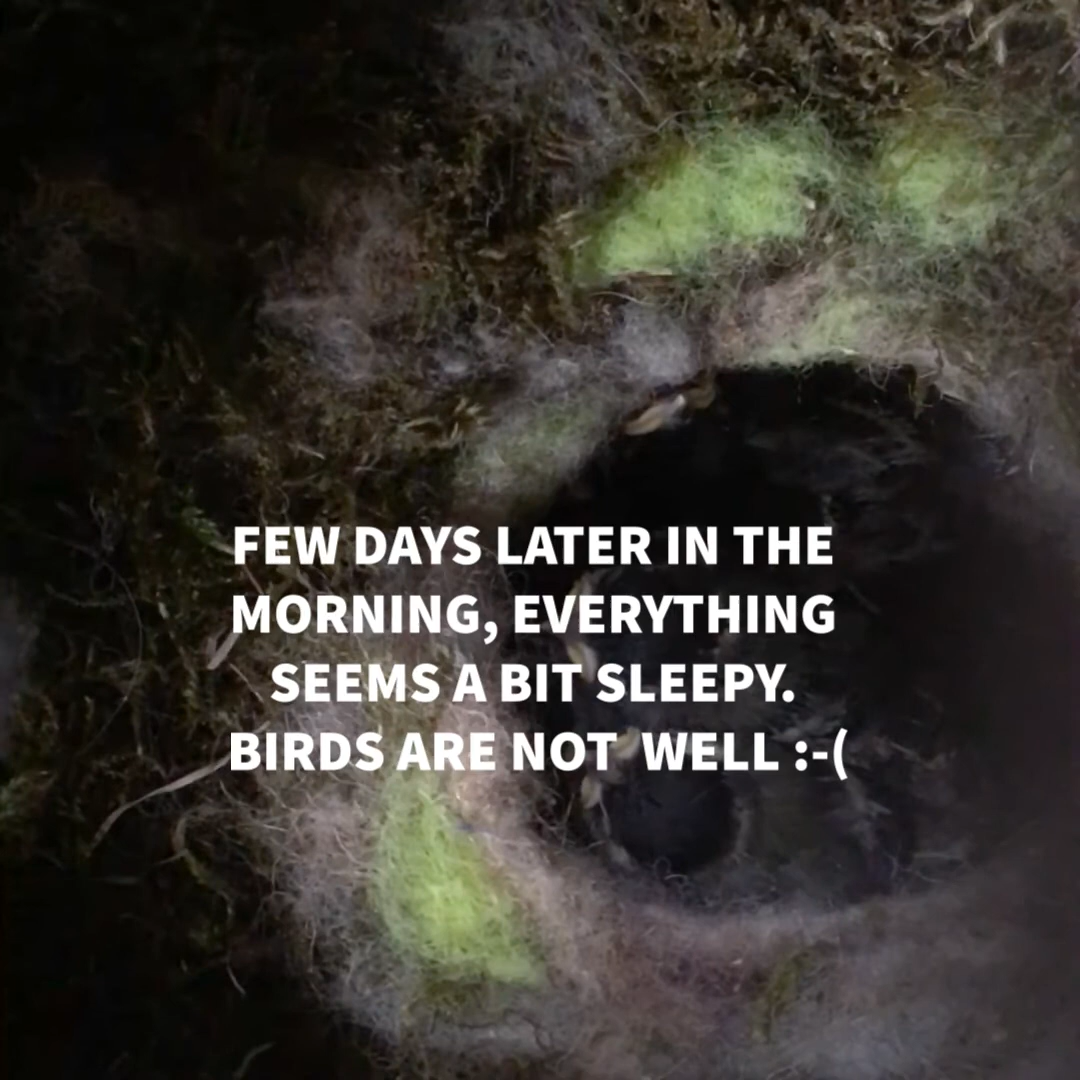 FEW DAYS LATER IN THE
MORNING, EVERYTHING
SEEMS A BIT SLEEPY.
BIRDS ARE NOT  WELL :-(